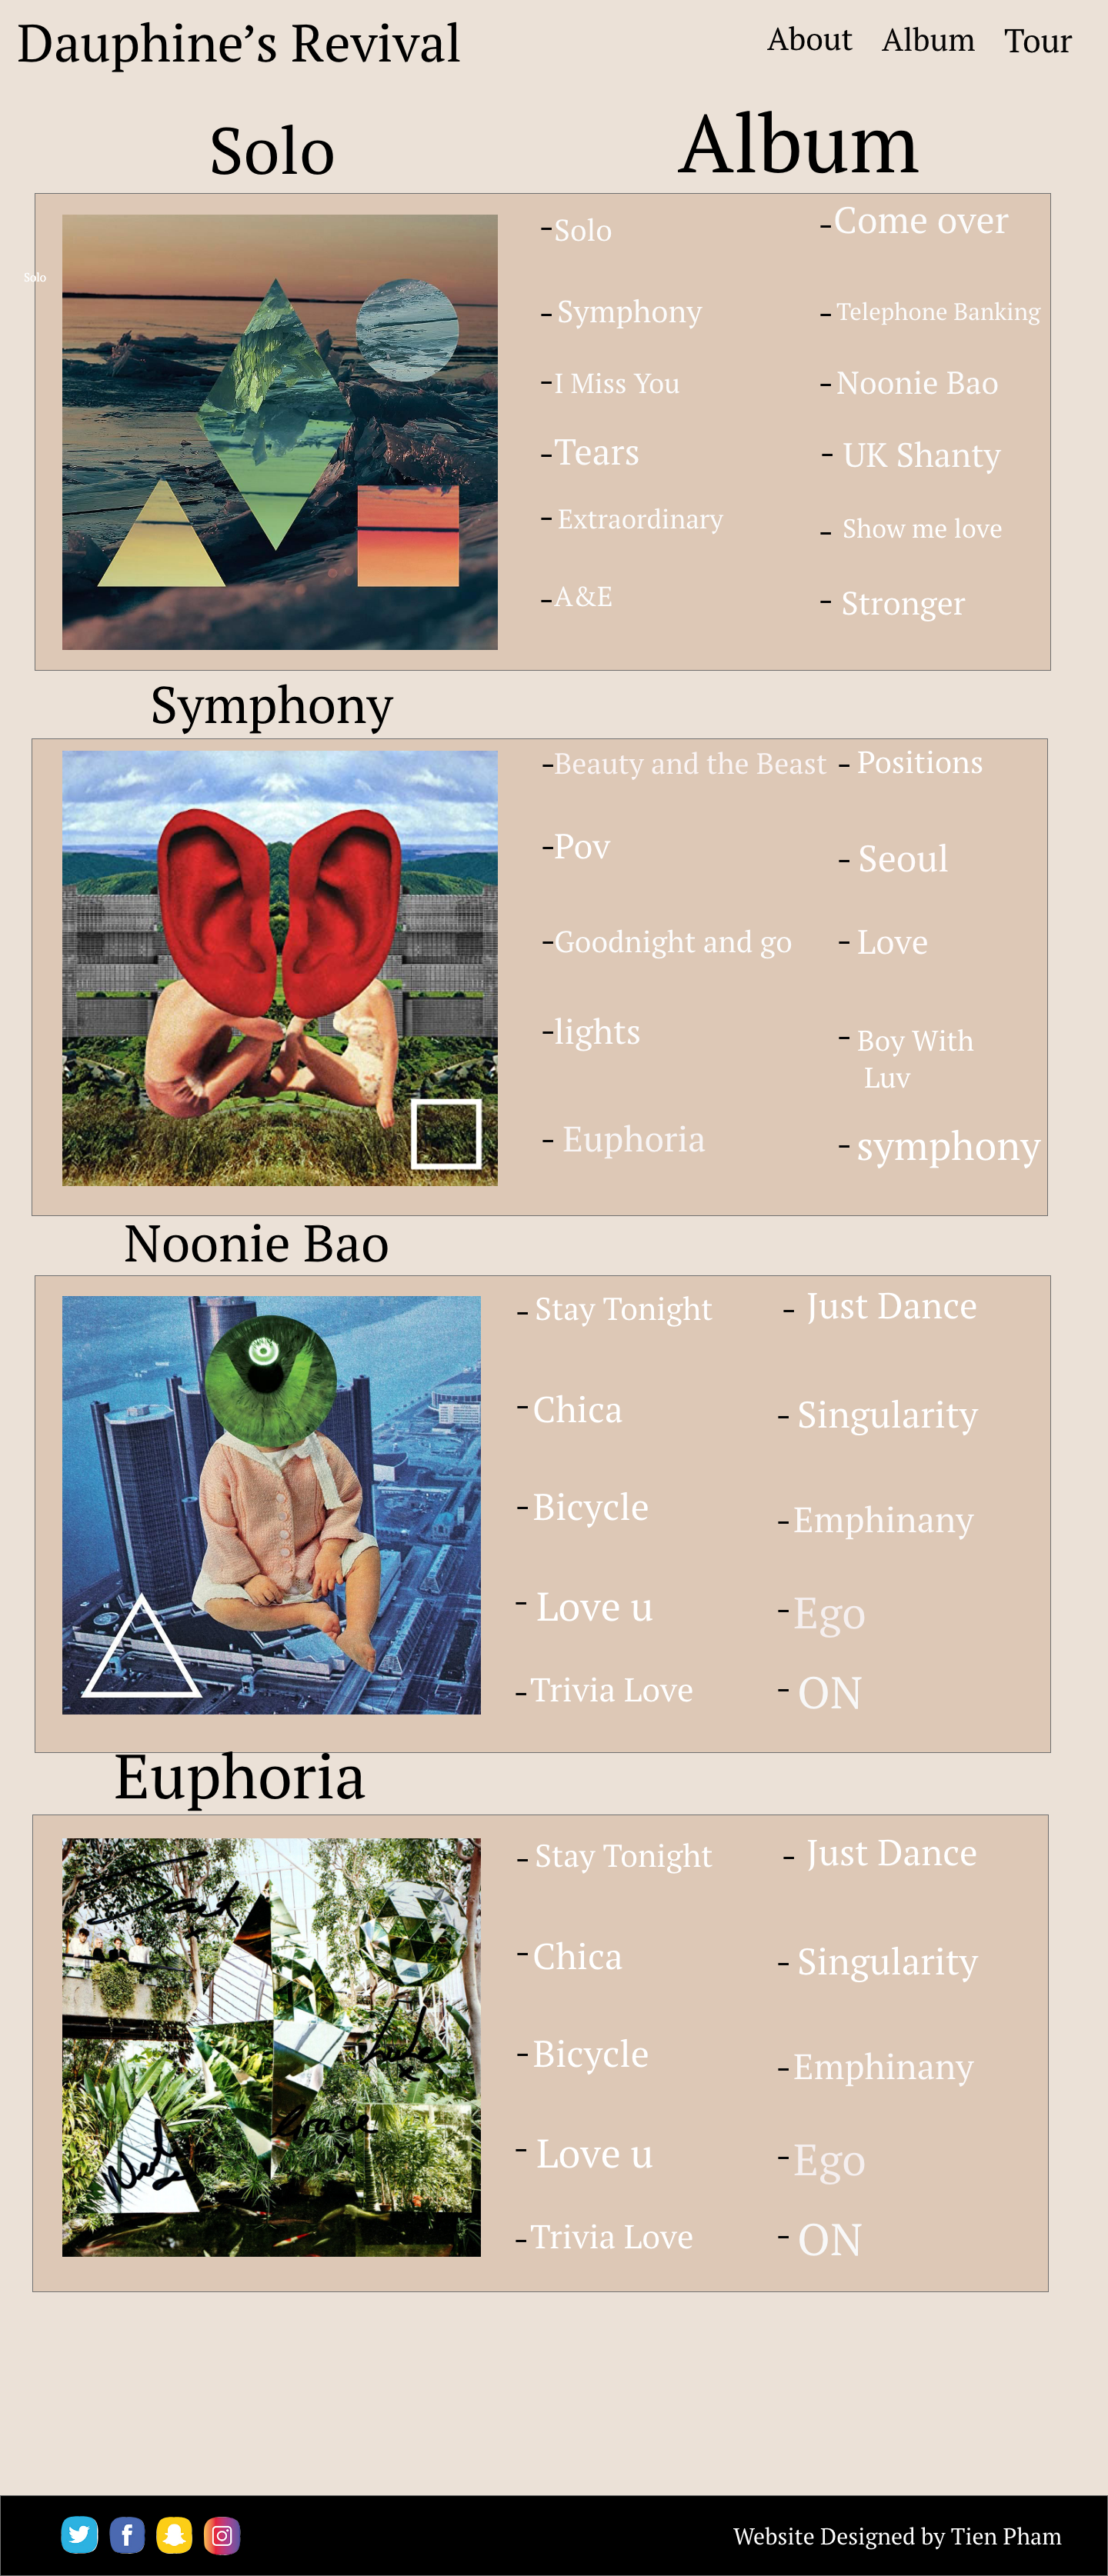 Dauphine’s Revival
About Album Tour
Solo
Album
Solo
-Solo
-Come over
-Symphony
-Telephone Banking
-I Miss You
-Noonie Bao
-Tears
- UK Shanty
- Extraordinary
- Show me love
-A&E
- Stronger
Symphony
-Beauty and the Beast
- Positions
-Pov
- Seoul
-Goodnight and go
- Love
-lights
- Boy With
Luv
- Euphoria
-symphony
Noonie Bao
- Stay Tonight
- Just Dance
-Chica
- Singularity
-Bicycle
-Emphinany
- Love u
-Ego
-Trivia Love
- ON
Euphoria
Dark
Luke
x
Grace
x
- Stay Tonight
- Just Dance
-Chica
- Singularity
-Bicycle
-Emphinany
- Love u
-Ego
-Trivia Love
- ON
Website Designed by Tien Pham